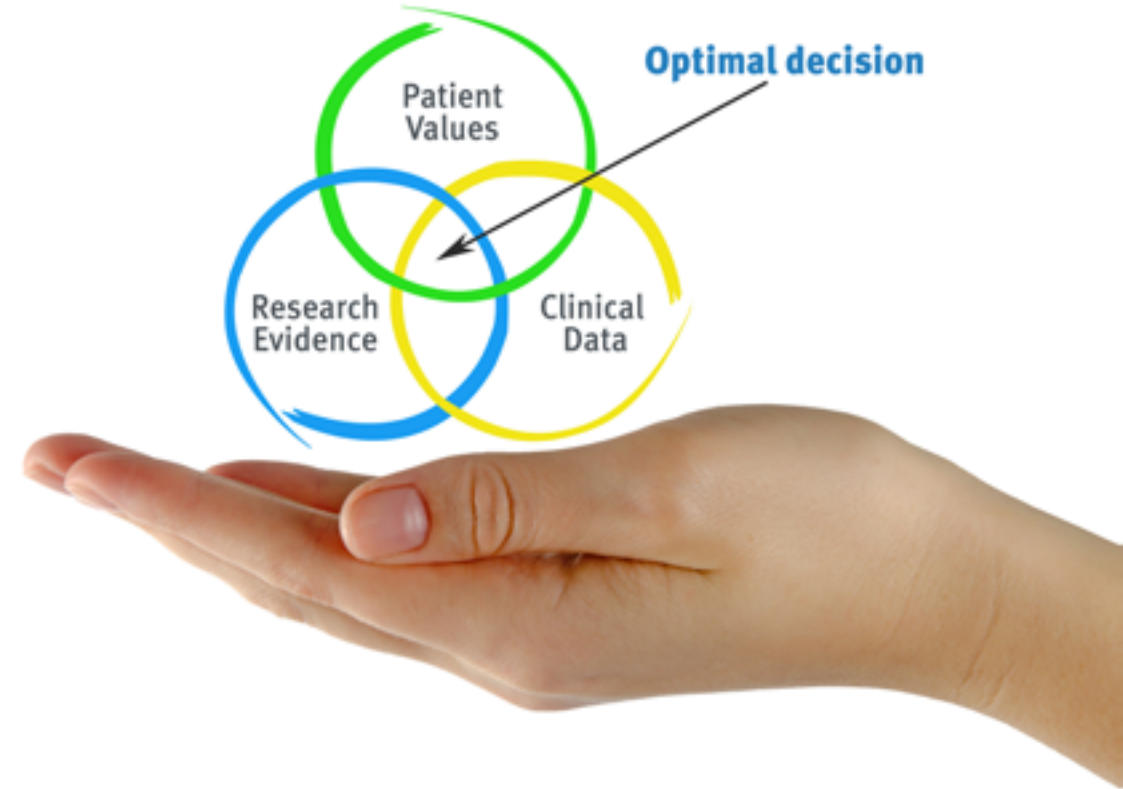 Optimal decision
Patient
Values
Research
Evidence
Clinical
Data